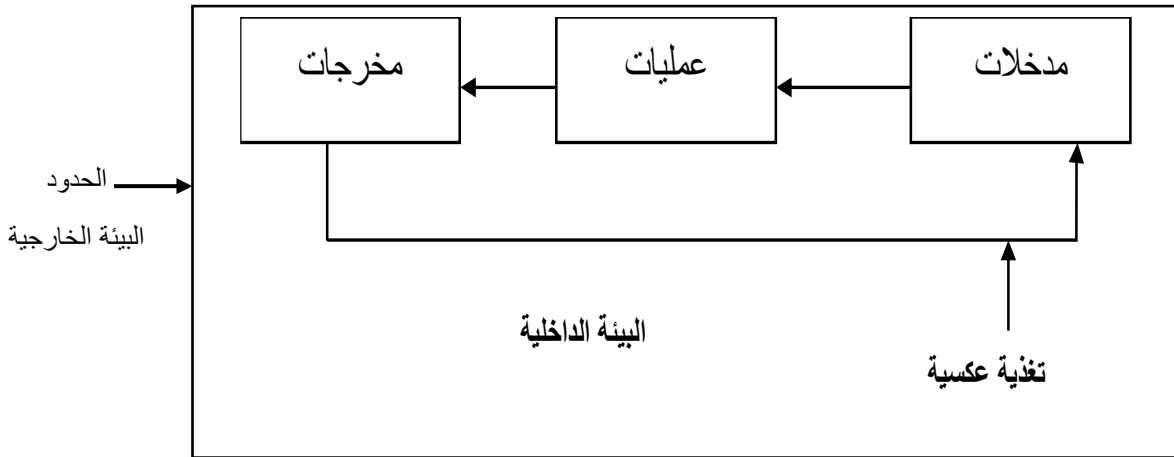 مدخلات
عمليات
مخرجات
الحدود
البيئة الخارجية
البيئة الداخلية
تغذية عكسية